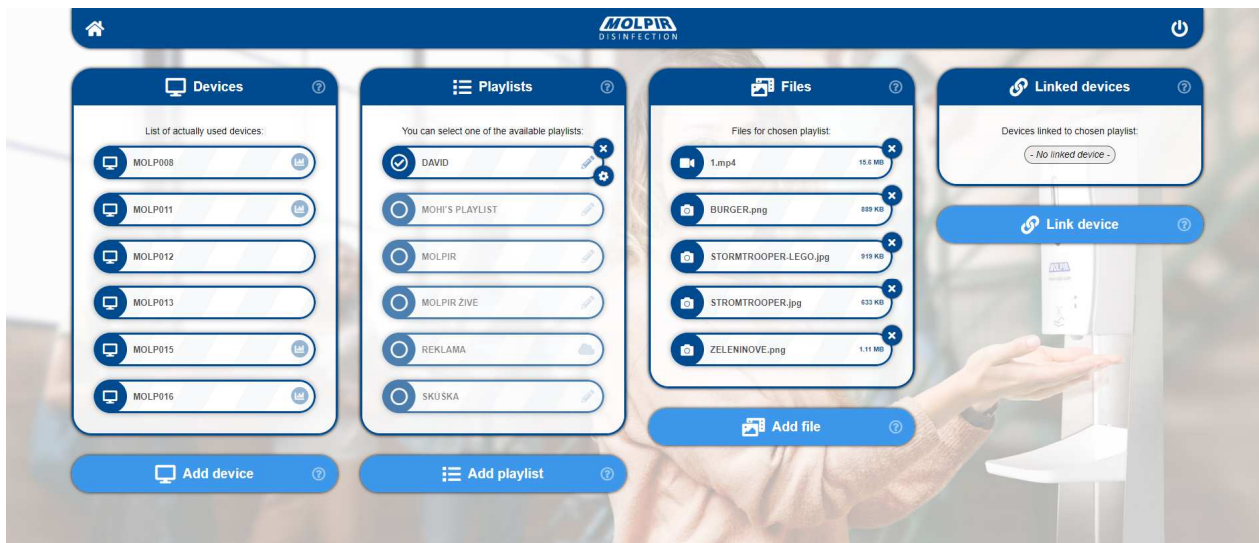 MOLPIR
DISINFECTION
Devices
List of actually used devices:
MOLP008
MOLP011
MOLP012
MOLP013
MOLP015
MOLP016
Add device
Playlists
You can select one of the available playlists:
DAVID
MOHI'S PLAYLIST
MOLPIR
MOLPIR ŽIVE
REKLAMA
SKÚŠKA
Add playlist
Files
Files for chosen playlist:
1.mp4 15.6 MB
BURGER.png 889 KB
STORMTROOPER-LEGO.jpg 919 KB
STROMTROOPER.jpg 633 KB
ZELENINOVE.png 1.11 MB
Add file
Linked devices
Devices linked to chosen playlist:
- No linked device -
Link device
MOLPIR